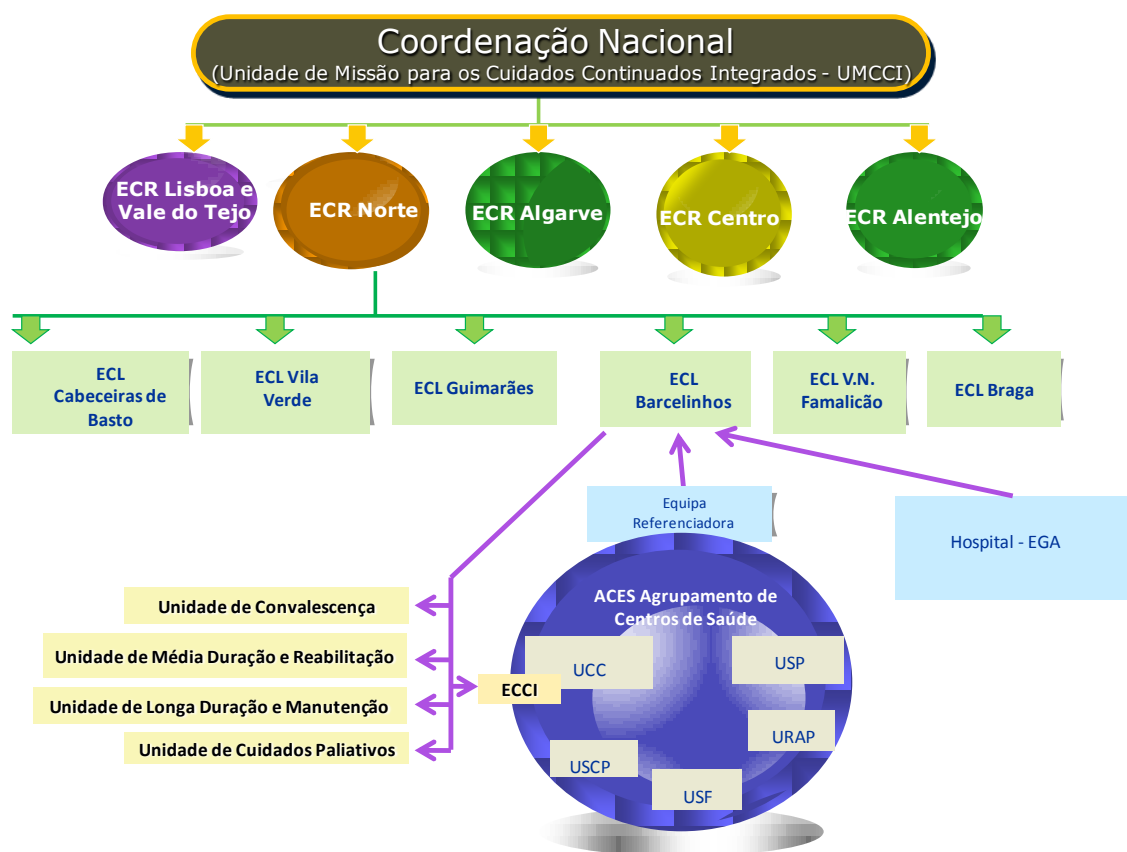 Coordenação Nacional
(Unidade de Missão para os Cuidados Continuados Integrados - UMCCI)
ECR Lisboa e
Vale do Tejo
ECR Norte
ECR Algarve
ECR Centro
ECR Alentejo
ECL
Cabeceiras de
Basto
ECL Vila
Verde
ECL Guimarães
ECL
Barcelinhos
ECL V.N.
Famalicão
ECL Braga
Equipa
Referenciadora
Hospital - EGA
ACES Agrupamento de
Centros de Saúde
Unidade de Convalescença
Unidade de Média Duração e Reabilitação
Unidade de Longa Duração e Manutenção
Unidade de Cuidados Paliativos
ECCI
UCC
USP
URAP
USCP
USF